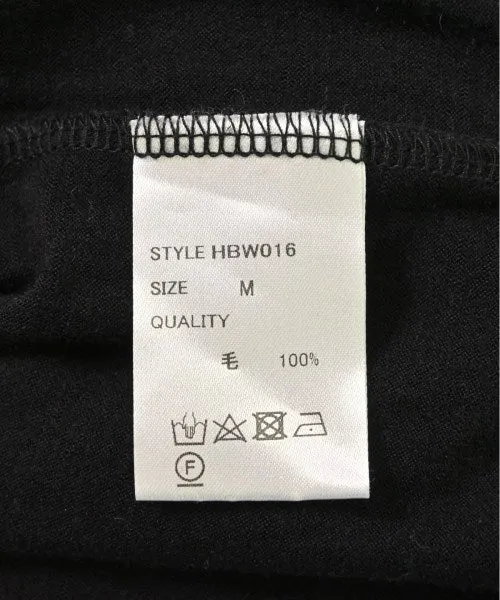 STYLE HBW016
SIZE M
QUALITY
毛 100%
F